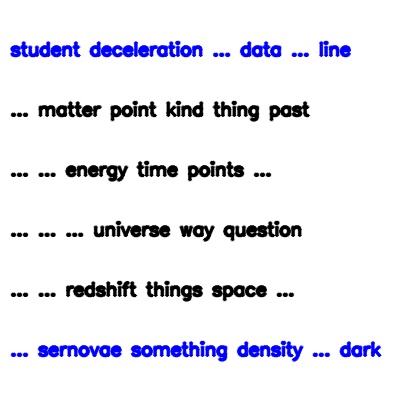 student deceleration ... data ... line
... matter point kind thing past
... ... energy time points ...
... ... ... universe way question
... ... redshift things space ...
... sernovae something density ... dark